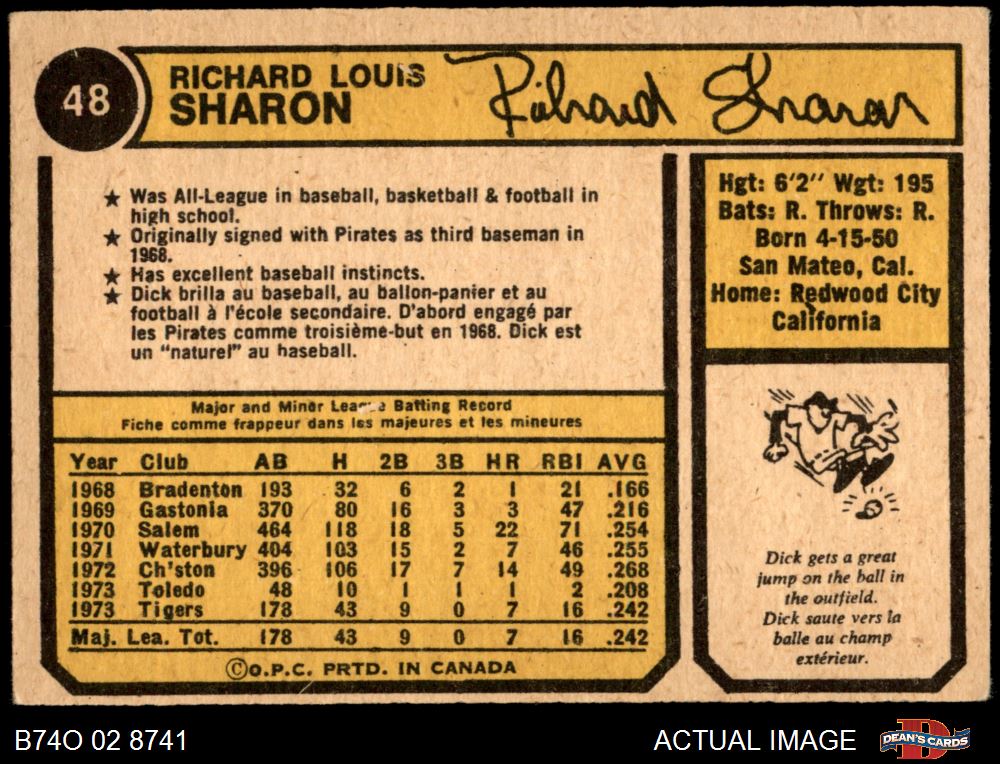 48
RICHARD LOUIS
SHARON
Richard Sharon
★ Was All-League in baseball, basketball & football in
high school.
★ Originally signed with Pirates as third baseman in
1968.
★ Has excellent baseball instincts.
★ Dick brilla au baseball, au ballon-panier et au
football à l'école secondaire. D'abord engagé par
les Pirates comme troisième-but en 1968. Dick est
un "naturel" au baseball.
Hgt: 6'2" Wgt: 195
Bats: R. Throws: R.
Born 4-15-50
San Mateo, Cal.
Home: Redwood City
California
Major and Minor League Batting Record
Fiche comme frappeur dans les majeures et les mineures
Year Club AB H 2B 3B HR RBI AVG
1968 Bradenton 193 32 6 2 1 21 .166
1969 Gastonia 370 80 16 3 3 47 .216
1970 Salem 464 118 18 5 22 71 .254
1971 Waterbury 404 103 15 2 7 46 .255
1972 Ch'ston 396 106 17 7 14 49 .268
1973 Toledo 48 10 1 1 1 2 .208
1973 Tigers 178 43 9 0 7 16 .242
Maj. Lea. Tot. 178 43 9 0 7 16 .242
©O.P.C. PRTD. IN CANADA
Dick gets a great
jump on the ball in
the outfield.
Dick saute vers la
balle au champ
extérieur.
B74O 02 8741
ACTUAL IMAGE
D
DEAN'S CARDS